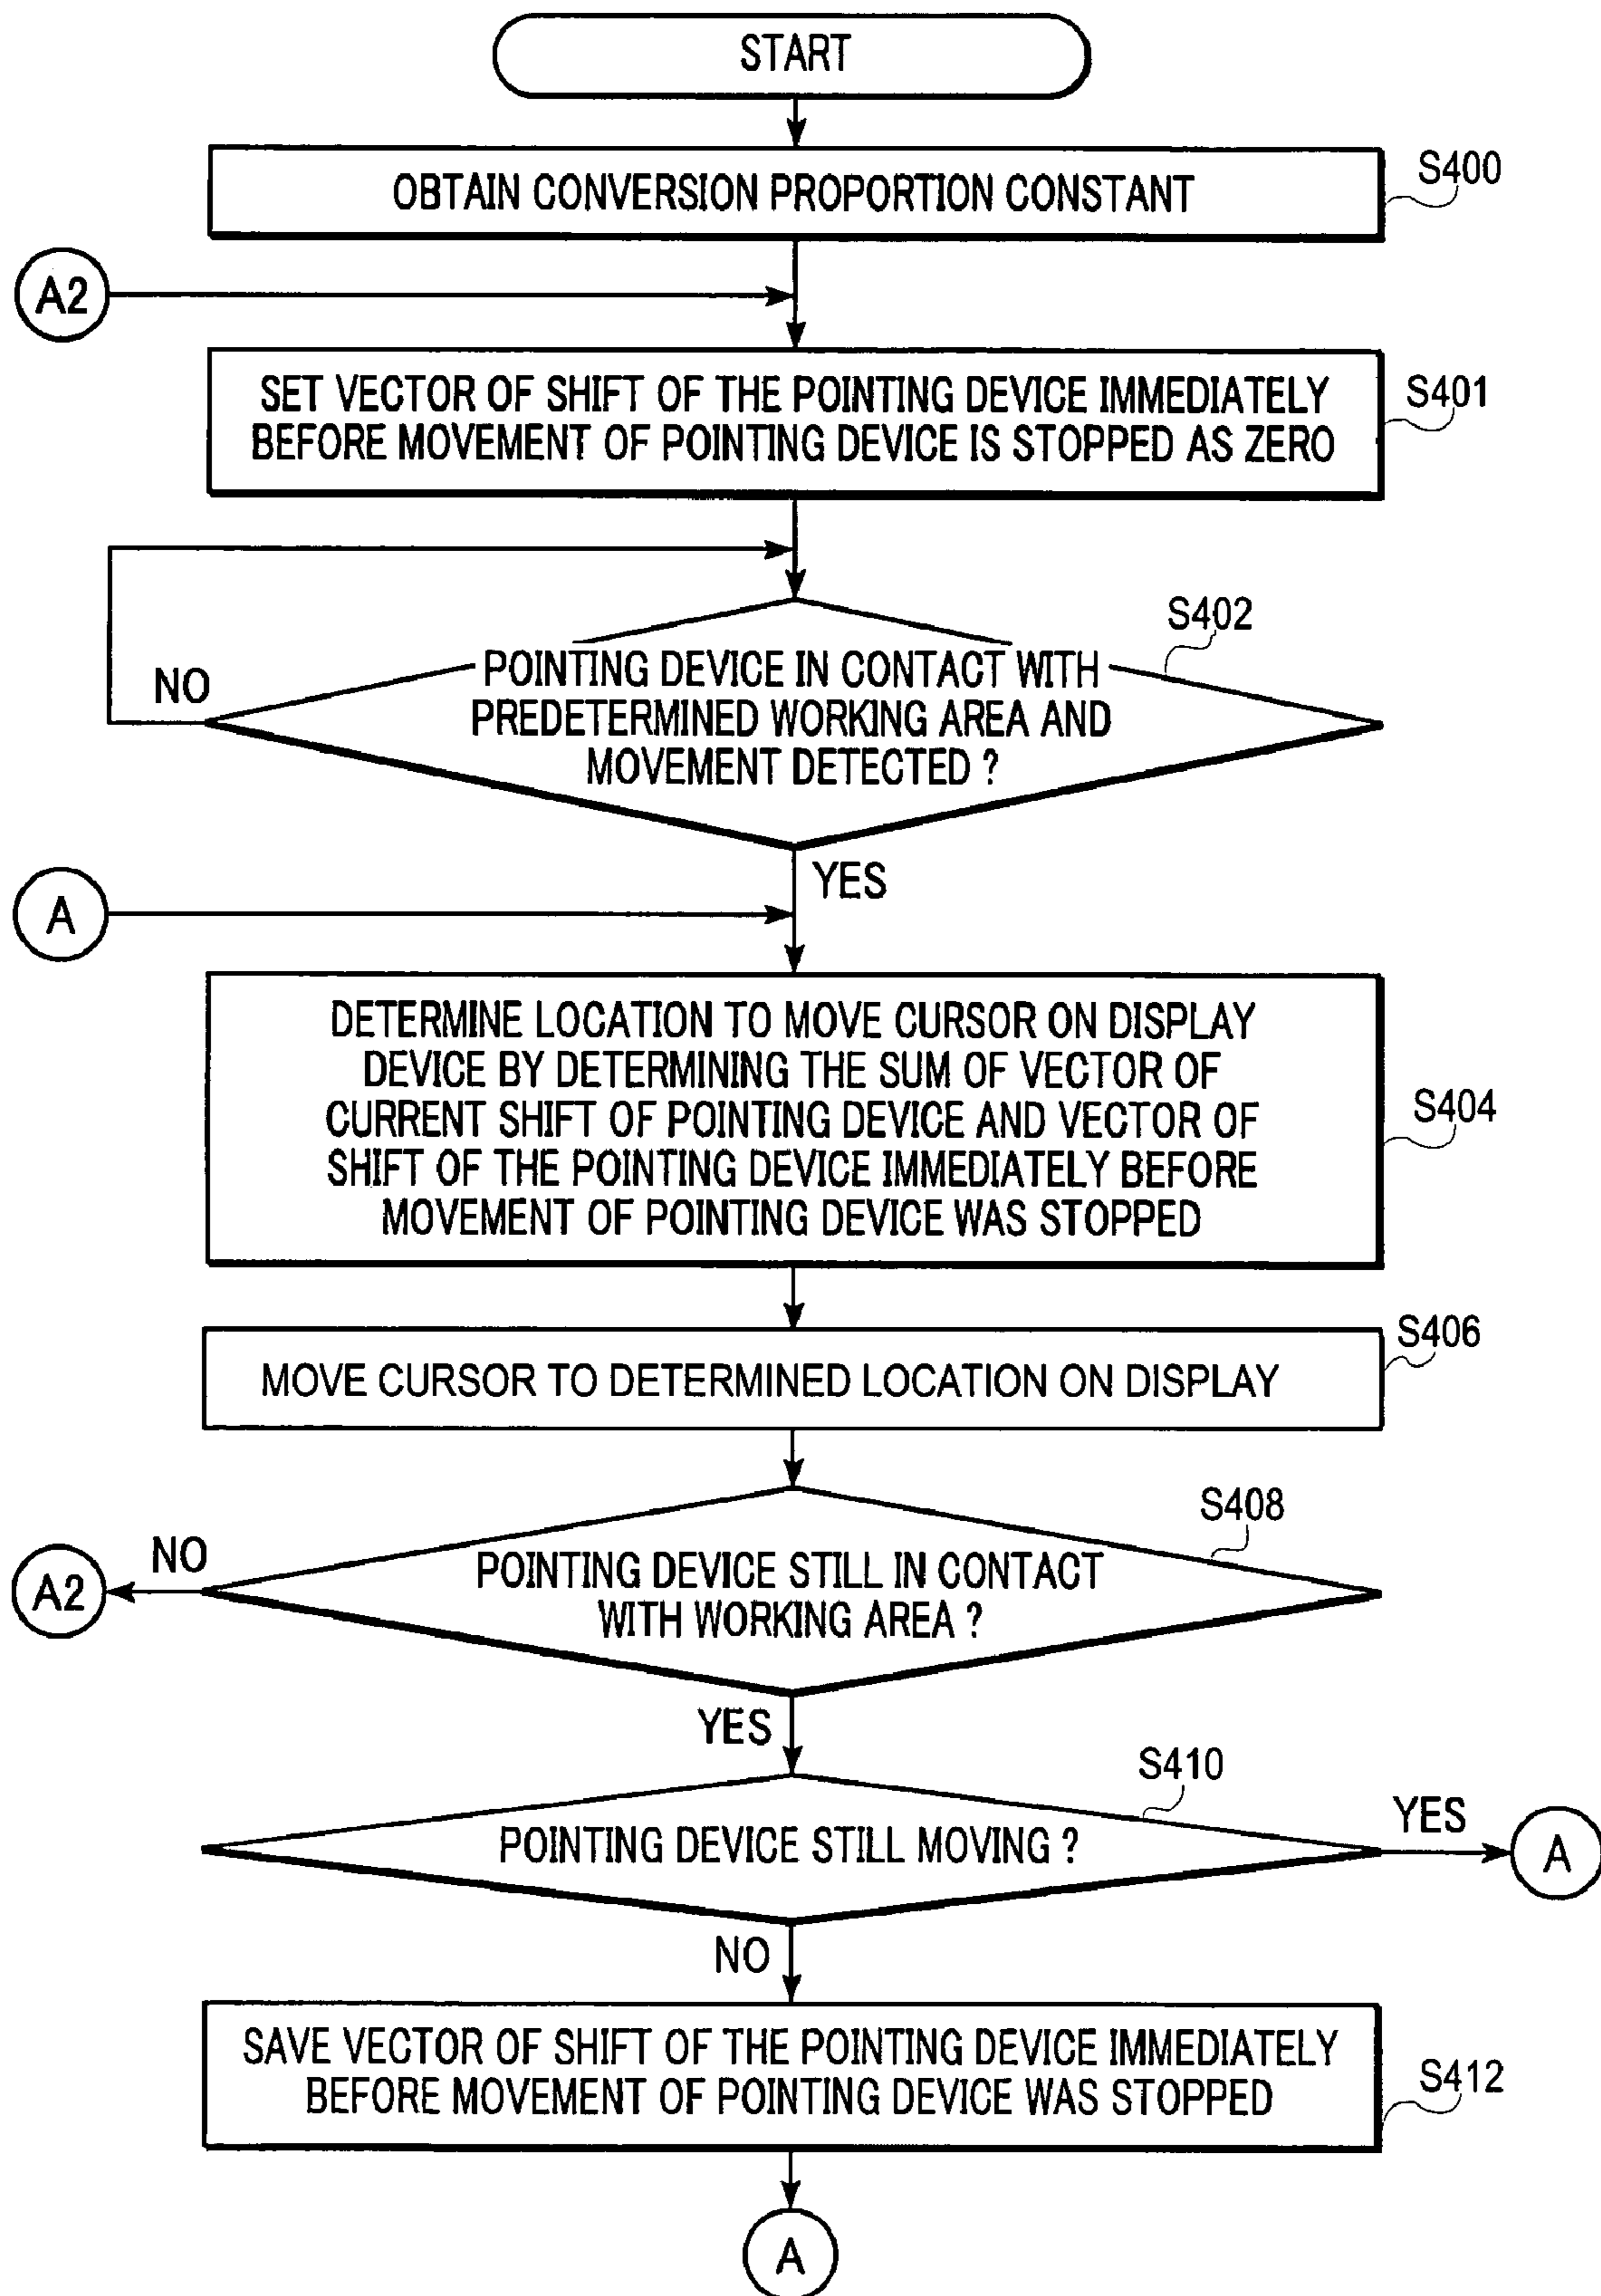 START
OBTAIN CONVERSION PROPORTION CONSTANT
S400
A2
SET VECTOR OF SHIFT OF THE POINTING DEVICE IMMEDIATELY
BEFORE MOVEMENT OF POINTING DEVICE IS STOPPED AS ZERO
S401
S402
NO
POINTING DEVICE IN CONTACT WITH
PREDETERMINED WORKING AREA AND
MOVEMENT DETECTED ?
YES
A
DETERMINE LOCATION TO MOVE CURSOR ON DISPLAY
DEVICE BY DETERMINING THE SUM OF VECTOR OF
CURRENT SHIFT OF POINTING DEVICE AND VECTOR OF
SHIFT OF THE POINTING DEVICE IMMEDIATELY BEFORE
MOVEMENT OF POINTING DEVICE WAS STOPPED
S404
S406
MOVE CURSOR TO DETERMINED LOCATION ON DISPLAY
S408
NO
A2
POINTING DEVICE STILL IN CONTACT
WITH WORKING AREA ?
YES
S410
POINTING DEVICE STILL MOVING ?
YES
A
NO
SAVE VECTOR OF SHIFT OF THE POINTING DEVICE IMMEDIATELY
BEFORE MOVEMENT OF POINTING DEVICE WAS STOPPED
S412
A